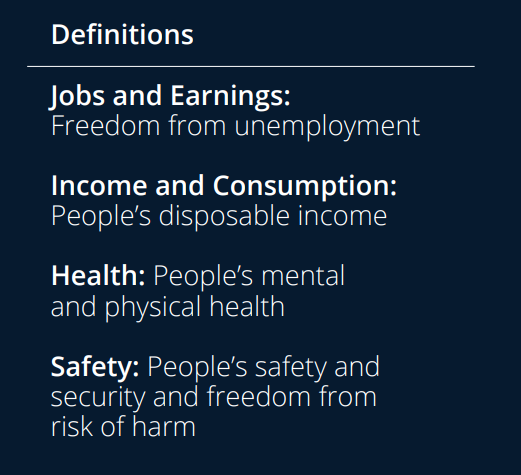 Definitions
Jobs and Earnings:
Freedom from unemployment
Income and Consumption:
People’s disposable income
Health: People’s mental
and physical health
Safety: People’s safety and
security and freedom from
risk of harm